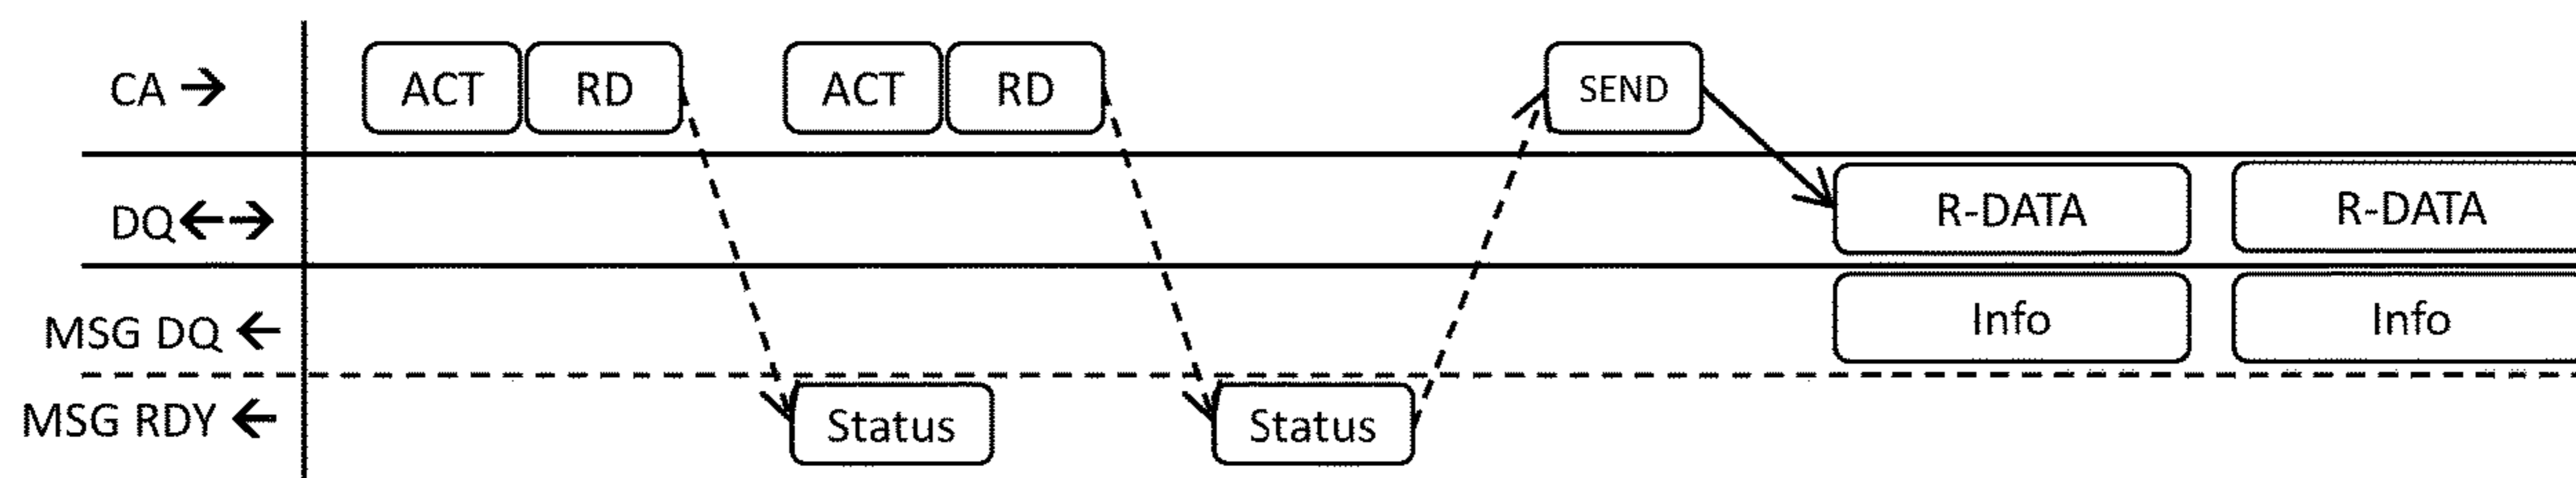 CA → ACT RD ACT RD SEND
DQ ←→ R-DATA R-DATA
MSG DQ ← Info Info
MSG RDY ← Status Status